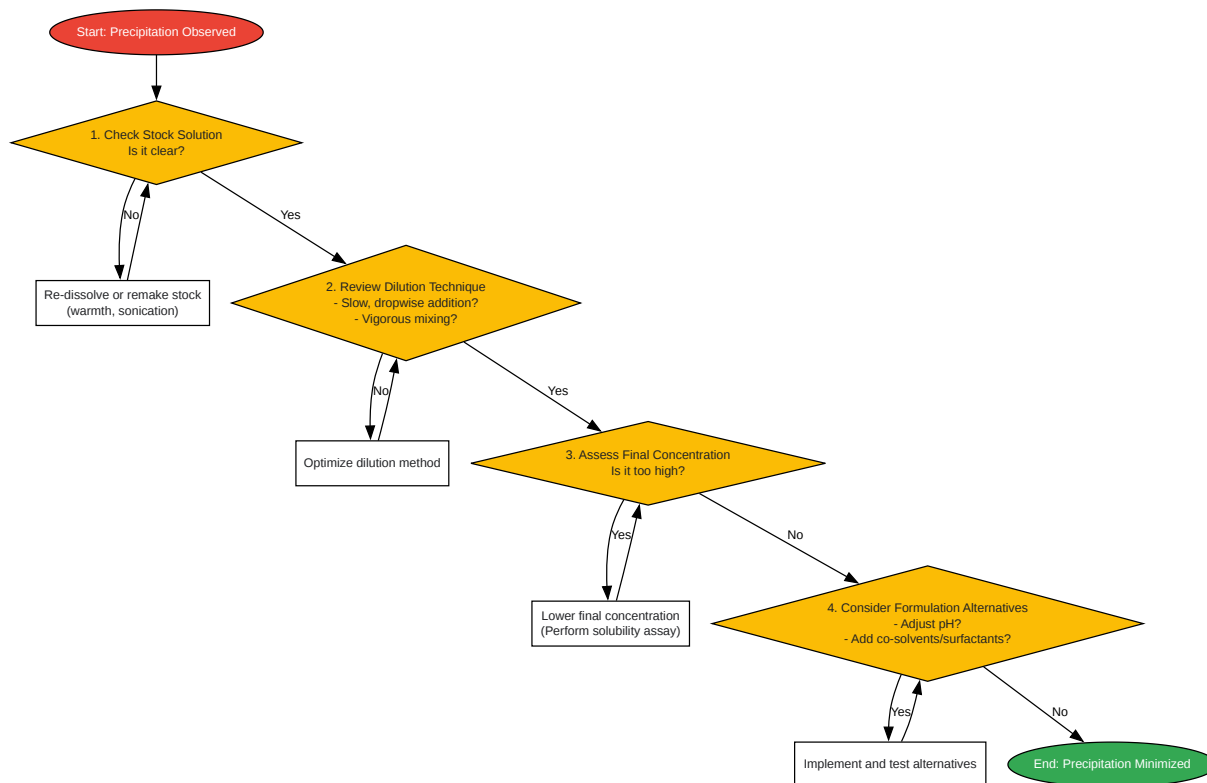 Start: Precipitation Observed
1. Check Stock Solution
Is it clear?
No
Yes
Re-dissolve or remake stock
(warmth, sonication)
2. Review Dilution Technique
- Slow, dropwise addition?
- Vigorous mixing?
No
Yes
Optimize dilution method
3. Assess Final Concentration
Is it too high?
Yes
No
Lower final concentration
(Perform solubility assay)
4. Consider Formulation Alternatives
- Adjust pH?
- Add co-solvents/surfactants?
Yes
No
Implement and test alternatives
End: Precipitation Minimized